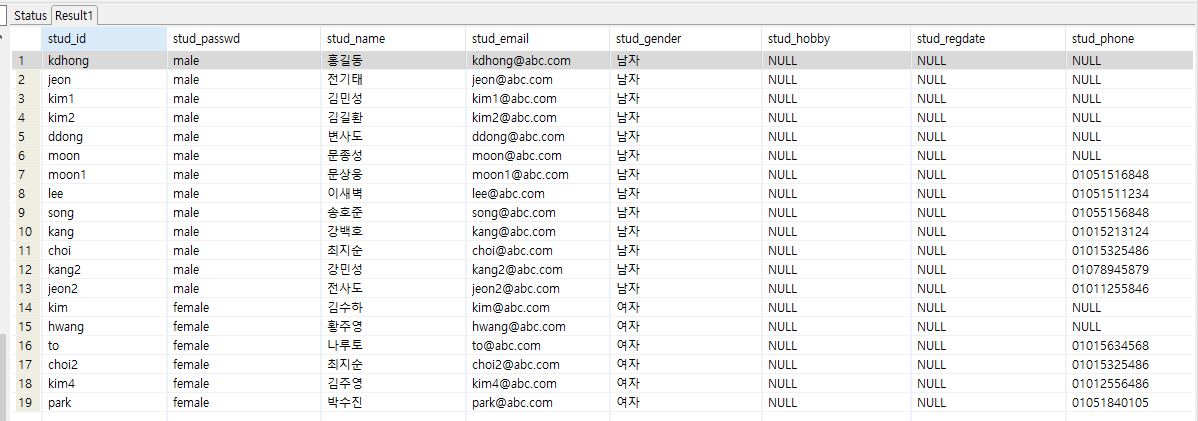 Status Result1
stud_id stud_passwd stud_name stud_email stud_gender stud_hobby stud_regdate stud_phone
1 kdhong male 홍길동 kdhong@abc.com 남자 NULL NULL NULL
2 jeon male 전기태 jeon@abc.com 남자 NULL NULL NULL
3 kim1 male 김민성 kim1@abc.com 남자 NULL NULL NULL
4 kim2 male 김길환 kim2@abc.com 남자 NULL NULL NULL
5 ddong male 변사도 ddong@abc.com 남자 NULL NULL NULL
6 moon male 문종성 moon@abc.com 남자 NULL NULL NULL
7 moon1 male 문상웅 moon1@abc.com 남자 NULL NULL 01051516848
8 lee male 이새벽 lee@abc.com 남자 NULL NULL 01051511234
9 song male 송호준 song@abc.com 남자 NULL NULL 01055156848
10 kang male 강백호 kang@abc.com 남자 NULL NULL 01015213124
11 choi male 최지순 choi@abc.com 남자 NULL NULL 01015325486
12 kang2 male 강민성 kang2@abc.com 남자 NULL NULL 01078945879
13 jeon2 male 전사도 jeon2@abc.com 남자 NULL NULL 01011255846
14 kim female 김수하 kim@abc.com 여자 NULL NULL NULL
15 hwang female 황주영 hwang@abc.com 여자 NULL NULL NULL
16 to female 나루토 to@abc.com 여자 NULL NULL 01015634568
17 choi2 female 최지순 choi2@abc.com 여자 NULL NULL 01015325486
18 kim4 female 김주영 kim4@abc.com 여자 NULL NULL 01012556486
19 park female 박수진 park@abc.com 여자 NULL NULL 01051840105